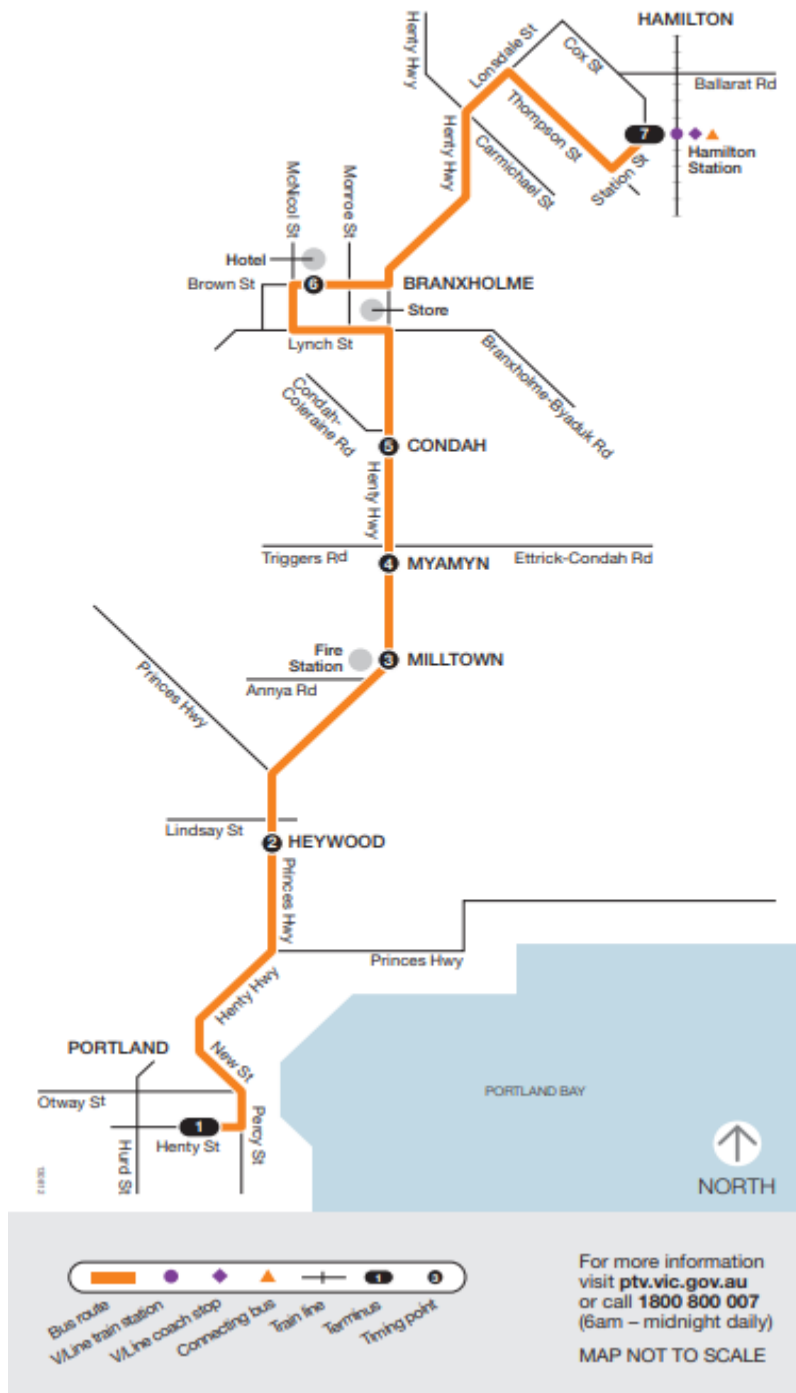 HAMILTON
Henty Hwy
Lonsdale St
Cox St
Ballarat Rd
Thompson St
7
Hamilton
Station
Station St
Henty Hwy
Carmichael St
McNicol St
Monroe St
Hotel
Brown St
6
BRANXHOLME
Store
Lynch St
Branxholme-Byaduk Rd
Condah-
Coleraine Rd
5
CONDAH
Henty Hwy
Triggers Rd
Ettrick-Condah Rd
4
MYAMYN
Fire
Station
3
MILLTOWN
Annya Rd
Princes Hwy
Lindsay St
2
HEYWOOD
Princes Hwy
Princes Hwy
Henty Hwy
PORTLAND
New St
Otway St
PORTLAND BAY
1
Henty St
Percy St
Hurd St
NORTH
1
3
Bus route
V/Line train station
V/Line coach stop
Connecting bus
Train line
Terminus
Timing point
For more information
visit ptv.vic.gov.au
or call 1800 800 007
(6am – midnight daily)
MAP NOT TO SCALE